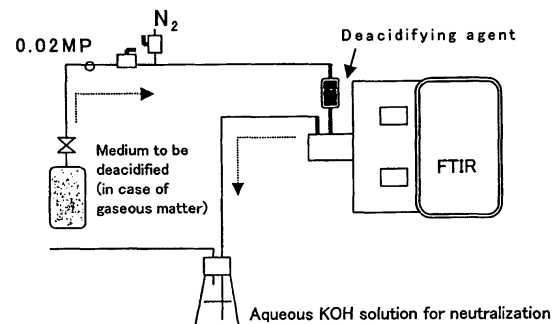 N2
0.02MP
Deacidifying agent
Medium to be
deacidified
(in case of
gaseous matter)
FTIR
Aqueous KOH solution for neutralization